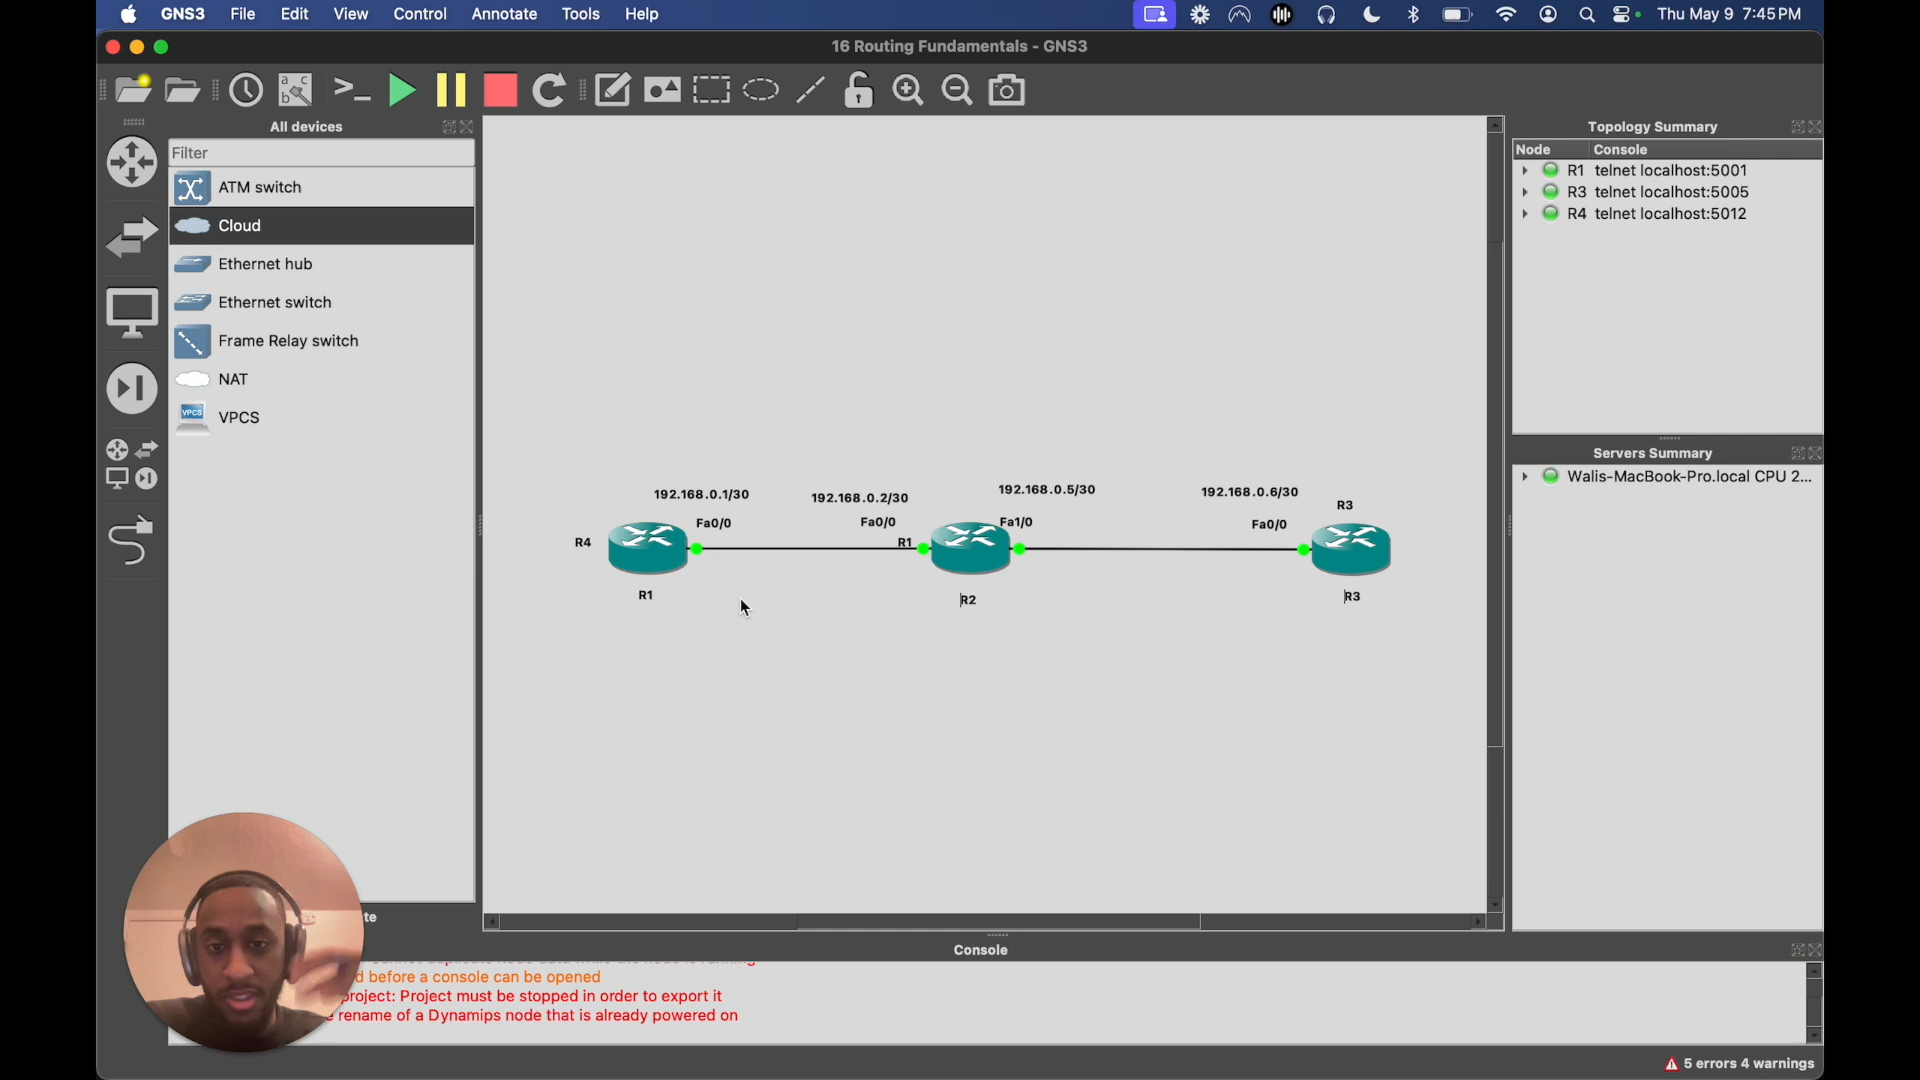 GNS3 File Edit View Control Annotate Tools Help Thu May 9 7:45 PM
16 Routing Fundamentals - GNS3
All devices
Filter
ATM switch
Cloud
Ethernet hub
Ethernet switch
Frame Relay switch
NAT
VPCS
VPCS
192.168.0.1/30 192.168.0.2/30 192.168.0.5/30 192.168.0.6/30
R3
Fa0/0 Fa0/0 Fa1/0 Fa0/0
R4 R1
R1 R2 R3
Topology Summary
Node Console
R1 telnet localhost:5001
R3 telnet localhost:5005
R4 telnet localhost:5012
Servers Summary
Walis-MacBook-Pro.local CPU 2...
Console
d before a console can be opened
project: Project must be stopped in order to export it
rename of a Dynamips node that is already powered on
5 errors 4 warnings